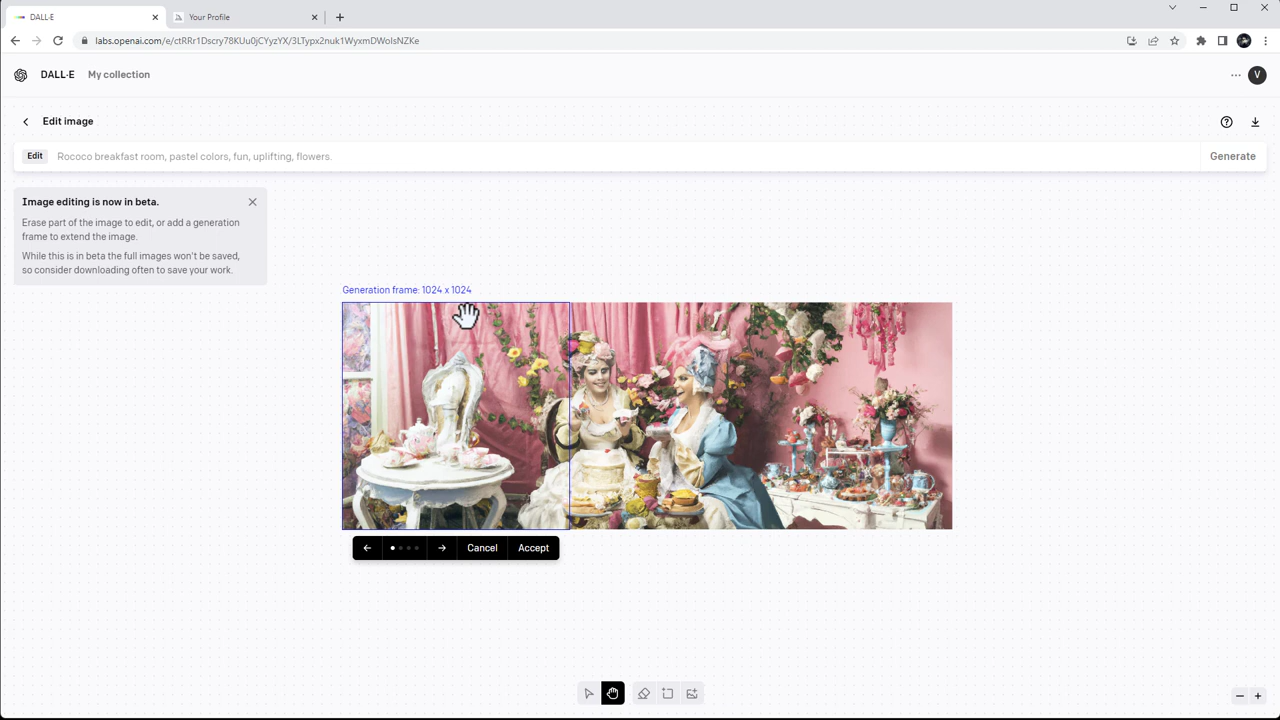 DALL·E
Your Profile
labs.openai.com/e/ctRRr1Dscry78KUu0jCYyzYX/3LTypx2nuk1WyxmDWoIsNZKe
DALL·E
My collection
V
Edit image
Edit
Rococo breakfast room, pastel colors, fun, uplifting, flowers.
Generate
Image editing is now in beta.
Erase part of the image to edit, or add a generation
frame to extend the image.
While this is in beta the full images won't be saved,
so consider downloading often to save your work.
Generation frame: 1024 x 1024
Cancel
Accept